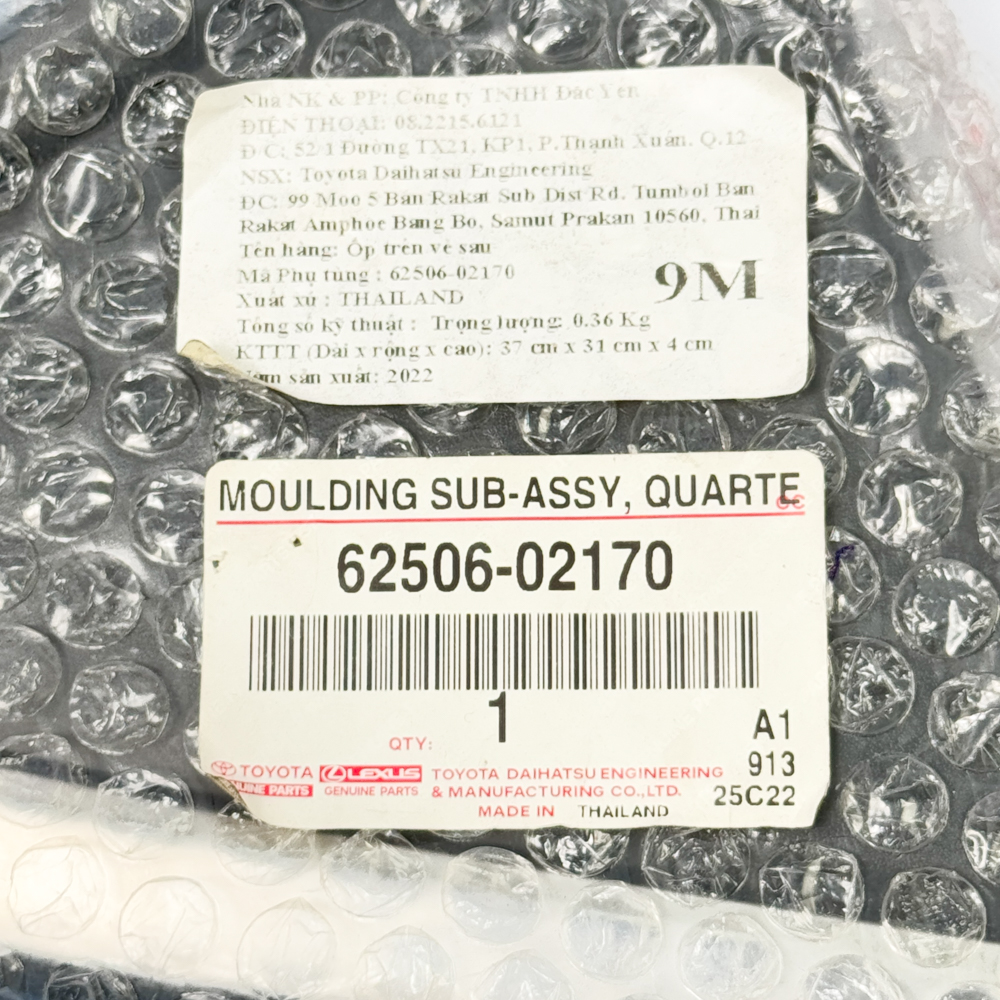 Nhà NK & PP: Công ty TNHH Đắc Yên
ĐIỆN THOẠI: 08.2215.6121
Đ/C: 52/1 Đường TX21, KP1, P.Thạnh Xuân, Q.12
NSX: Toyota Daihatsu Engineering
ĐC: 99 Moo 5 Ban Rakat Sub Dist Rd. Tumbol Ban
Rakat Amphoe Bang Bo, Samut Prakan 10560, Thai
Tên hàng: Ốp trên vè sau
Mã Phụ tùng : 62506-02170
9M
Xuất xứ : THAILAND
Tổng số kỹ thuật : Trọng lượng: 0.36 Kg
KTTT (Dài x rộng x cao): 37 cm x 31 cm x 4 cm
sản xuất: 2022
MOULDING SUB-ASSY, QUARTE
62506-02170
1
QTY:
A1
913
25C22
TOYOTA LEXUS TOYOTA DAIHATSU ENGINEERING
PARTS GENUINE PARTS & MANUFACTURING CO.,LTD.
MADE IN THAILAND